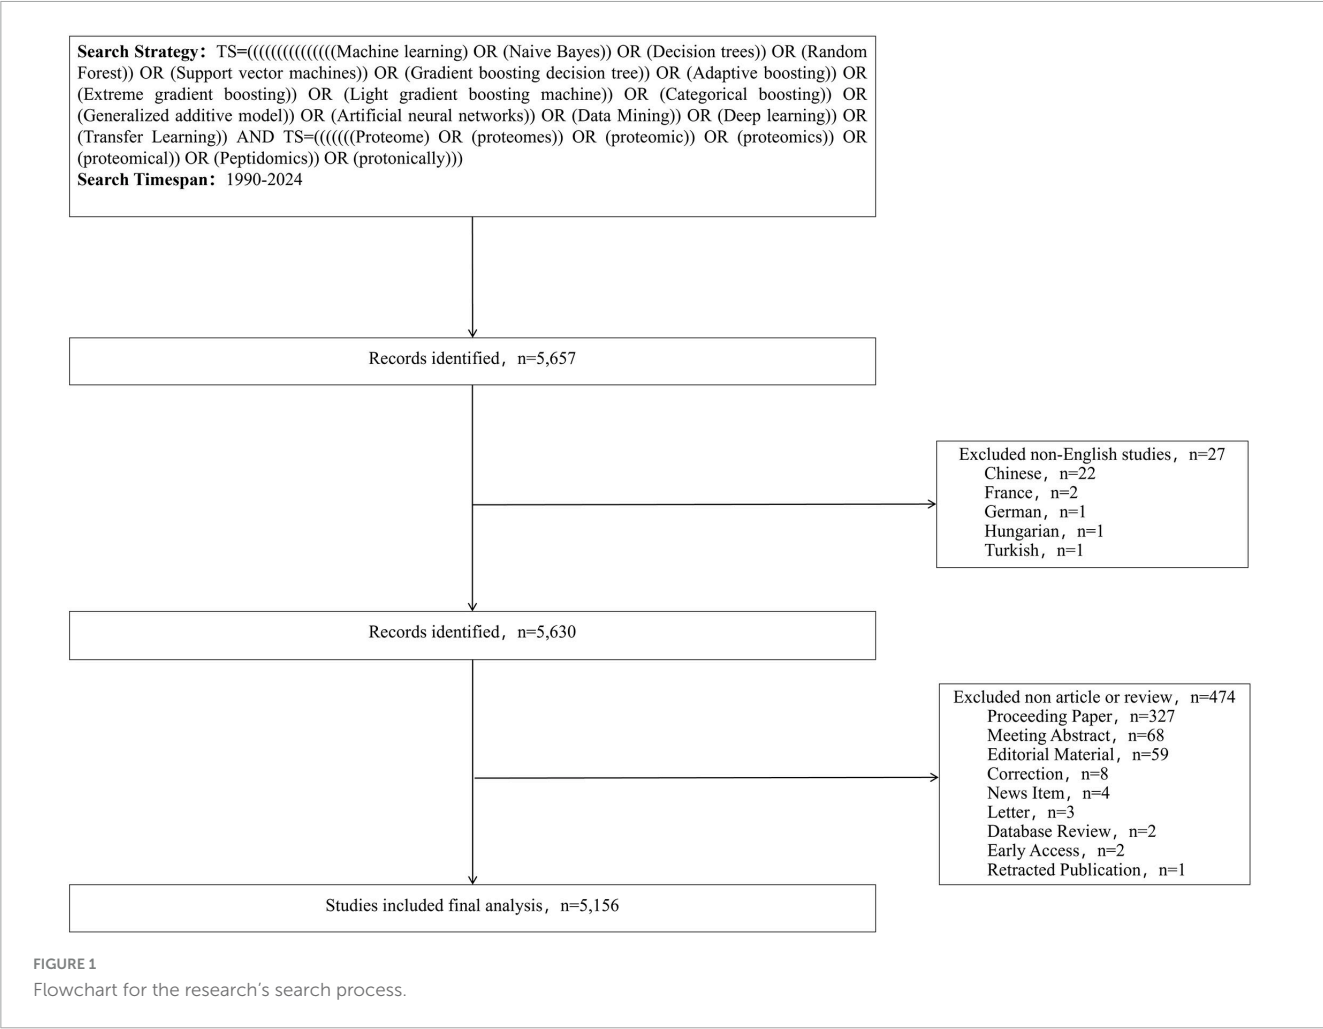 Search Strategy： TS=(((((((((((((((Machine learning) OR (Naive Bayes)) OR (Decision trees)) OR (Random
Forest)) OR (Support vector machines)) OR (Gradient boosting decision tree)) OR (Adaptive boosting)) OR
(Extreme gradient boosting)) OR (Light gradient boosting machine)) OR (Categorical boosting)) OR
(Generalized additive model)) OR (Artificial neural networks)) OR (Data Mining)) OR (Deep learning)) OR
(Transfer Learning)) AND TS=(((((((Proteome) OR (proteomes)) OR (proteomic)) OR (proteomics)) OR
(proteomical)) OR (Peptidomics)) OR (protonically)))
Search Timespan： 1990-2024
Records identified，n=5,657
Excluded non-English studies，n=27
Chinese，n=22
France，n=2
German，n=1
Hungarian，n=1
Turkish，n=1
Records identified，n=5,630
Excluded non article or review，n=474
Proceeding Paper，n=327
Meeting Abstract，n=68
Editorial Material，n=59
Correction，n=8
News Item，n=4
Letter，n=3
Database Review，n=2
Early Access，n=2
Retracted Publication，n=1
Studies included final analysis，n=5,156
FIGURE 1
Flowchart for the research’s search process.